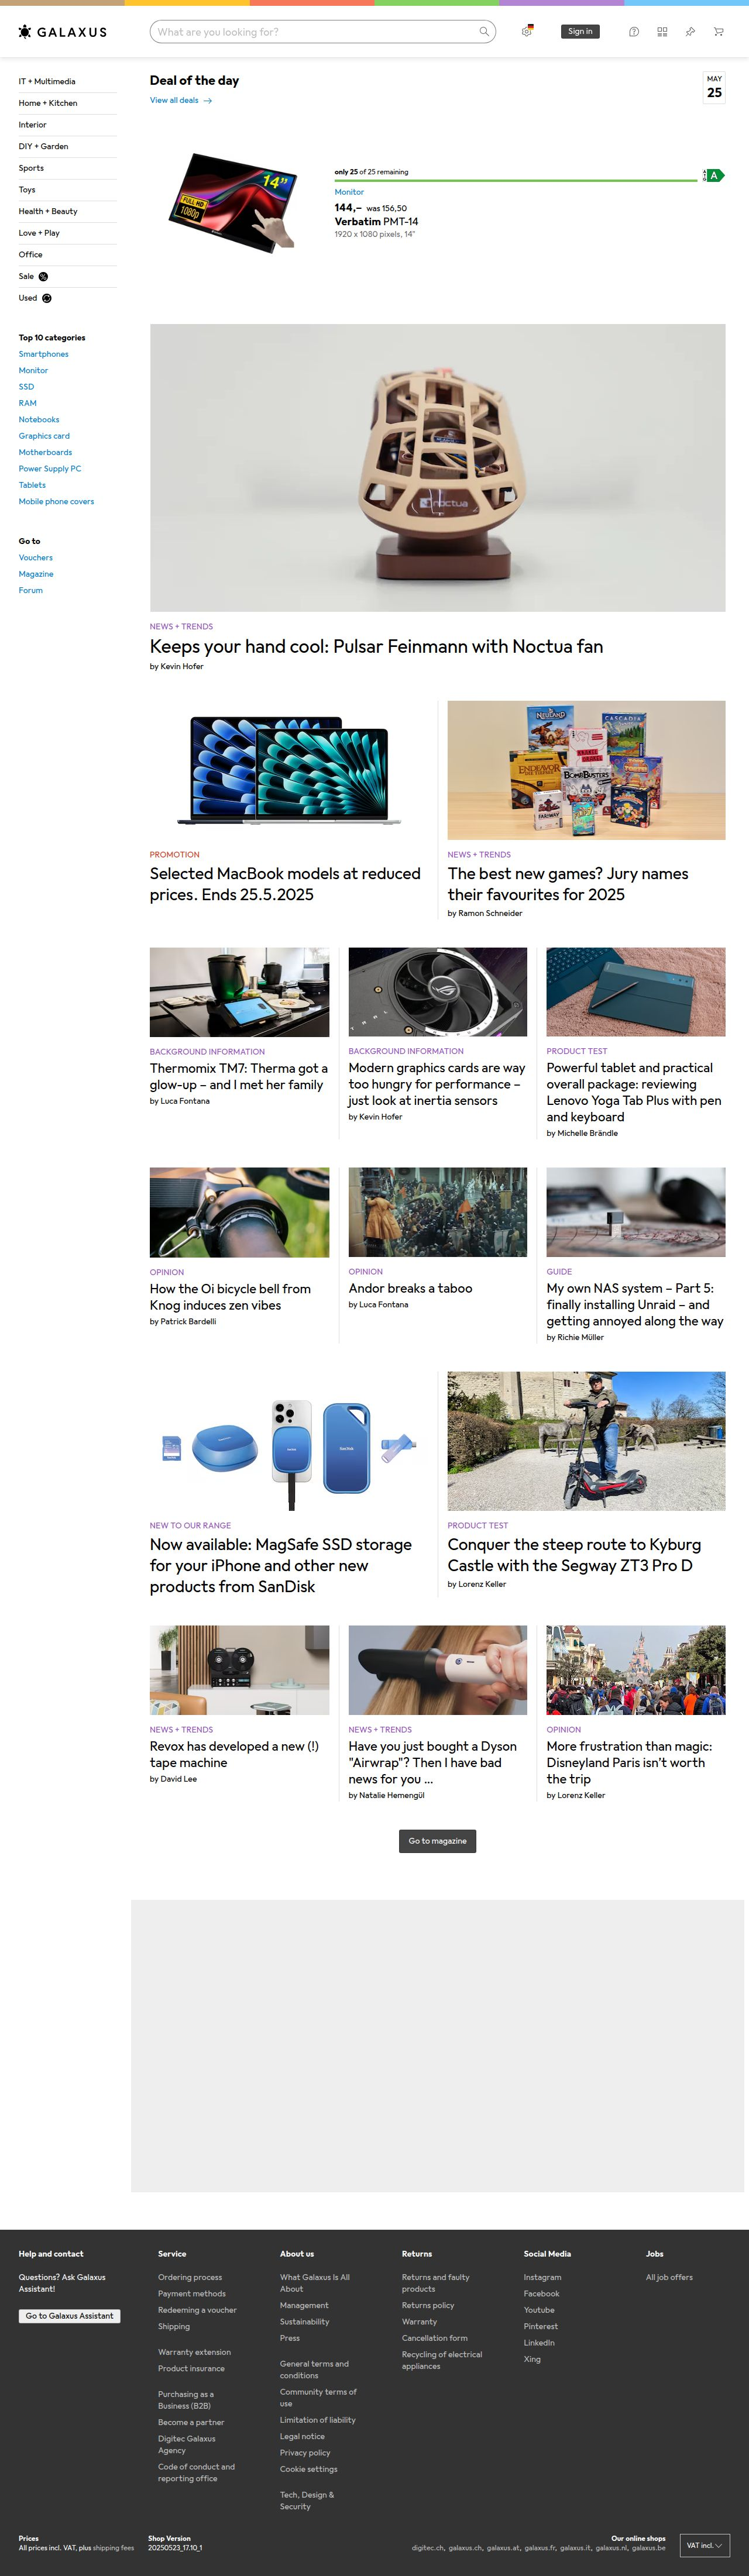 GALAXUS
What are you looking for?
Sign in
IT + Multimedia
Home + Kitchen
Interior
DIY + Garden
Sports
Toys
Health + Beauty
Love + Play
Office
Sale
Used
Top 10 categories
Smartphones
Monitor
SSD
RAM
Notebooks
Graphics card
Motherboards
Power Supply PC
Tablets
Mobile phone covers
Go to
Vouchers
Magazine
Forum
Deal of the day
View all deals
MAY
25
14”
FULL HD
1080p
only 25 of 25 remaining
A
Monitor
144,– was 156,50
Verbatim PMT-14
1920 x 1080 pixels, 14"
noctua
NEWS + TRENDS
Keeps your hand cool: Pulsar Feinmann with Noctua fan
by Kevin Hofer
PROMOTION
Selected MacBook models at reduced
prices. Ends 25.5.2025
NEULAND
CASCADIA
ENDEAVOR
BOMB BUSTERS
FARAWAY
NEWS + TRENDS
The best new games? Jury names
their favourites for 2025
by Ramon Schneider
BACKGROUND INFORMATION
Thermomix TM7: Therma got a
glow-up – and I met her family
by Luca Fontana
BACKGROUND INFORMATION
Modern graphics cards are way
too hungry for performance –
just look at inertia sensors
by Kevin Hofer
PRODUCT TEST
Powerful tablet and practical
overall package: reviewing
Lenovo Yoga Tab Plus with pen
and keyboard
by Michelle Brändle
OPINION
How the Oi bicycle bell from
Knog induces zen vibes
by Patrick Bardelli
OPINION
Andor breaks a taboo
by Luca Fontana
GUIDE
My own NAS system – Part 5:
finally installing Unraid – and
getting annoyed along the way
by Richie Müller
SanDisk
NEW TO OUR RANGE
Now available: MagSafe SSD storage
for your iPhone and other new
products from SanDisk
PRODUCT TEST
Conquer the steep route to Kyburg
Castle with the Segway ZT3 Pro D
by Lorenz Keller
NEWS + TRENDS
Revox has developed a new (!)
tape machine
by David Lee
NEWS + TRENDS
Have you just bought a Dyson
"Airwrap"? Then I have bad
news for you ...
by Natalie Hemengül
OPINION
More frustration than magic:
Disneyland Paris isn’t worth
the trip
by Lorenz Keller
Go to magazine
Help and contact
Questions? Ask Galaxus
Assistant!
Go to Galaxus Assistant
Service
Ordering process
Payment methods
Redeeming a voucher
Shipping
Warranty extension
Product insurance
Purchasing as a
Business (B2B)
Become a partner
Digitec Galaxus
Agency
Code of conduct and
reporting office
About us
What Galaxus Is All
About
Management
Sustainability
Press
General terms and
conditions
Community terms of
use
Limitation of liability
Legal notice
Privacy policy
Cookie settings
Tech, Design &
Security
Returns
Returns and faulty
products
Returns policy
Warranty
Cancellation form
Recycling of electrical
appliances
Social Media
Instagram
Facebook
Youtube
Pinterest
LinkedIn
Xing
Jobs
All job offers
Prices
All prices incl. VAT, plus shipping fees
Shop Version
20250523_17.10_1
Our online shops
digitec.ch, galaxus.ch, galaxus.at, galaxus.fr, galaxus.it, galaxus.nl, galaxus.be
VAT incl.